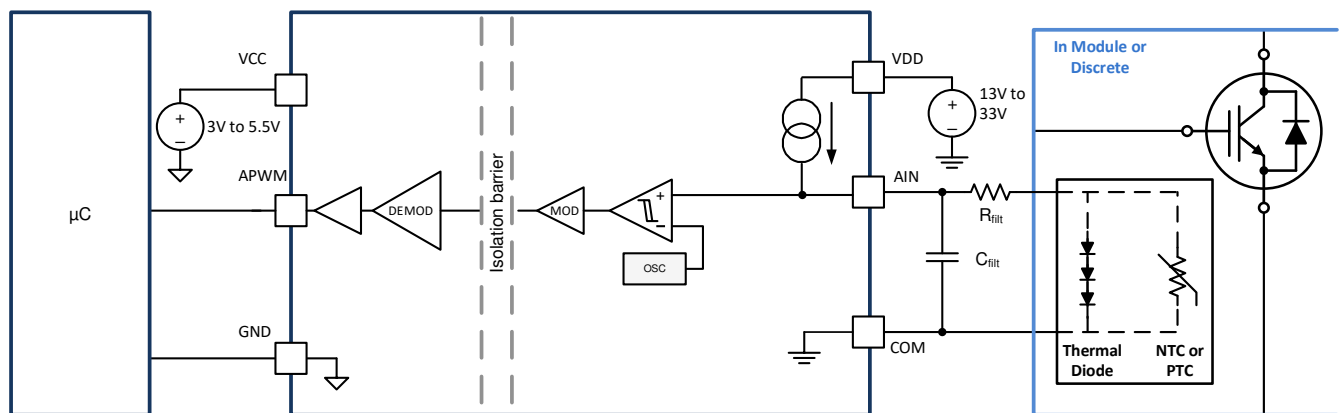 µC
VCC
+
−
3V to 5.5V
APWM
GND
DEMOD
Isolation barrier
MOD
+
−
OSC
VDD
+
−
13V to
33V
AIN
Rfilt
Cfilt
COM
In Module or
Discrete
Thermal
Diode
NTC or
PTC